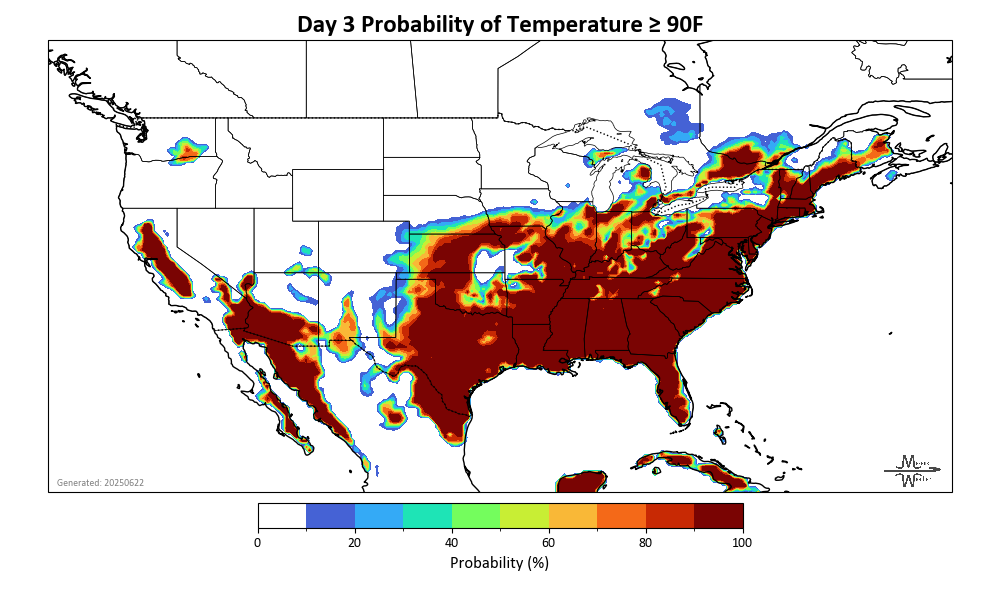 Day 3 Probability of Temperature ≥ 90F
Generated: 20250622
0 20 40 60 80 100
Probability (%)